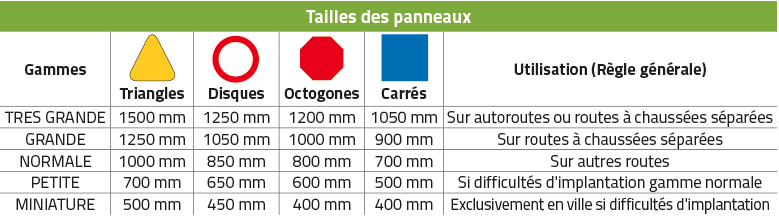 Tailles des panneaux
Gammes Triangles Disques Octogones Carrés Utilisation (Règle générale)
TRES GRANDE 1500 mm 1250 mm 1200 mm 1050 mm Sur autoroutes ou routes à chaussées séparées
GRANDE 1250 mm 1050 mm 1000 mm 900 mm Sur routes à chaussées séparées
NORMALE 1000 mm 850 mm 800 mm 700 mm Sur autres routes
PETITE 700 mm 650 mm 600 mm 500 mm Si difficultés d'implantation gamme normale
MINIATURE 500 mm 450 mm 400 mm 400 mm Exclusivement en ville si difficultés d'implantation